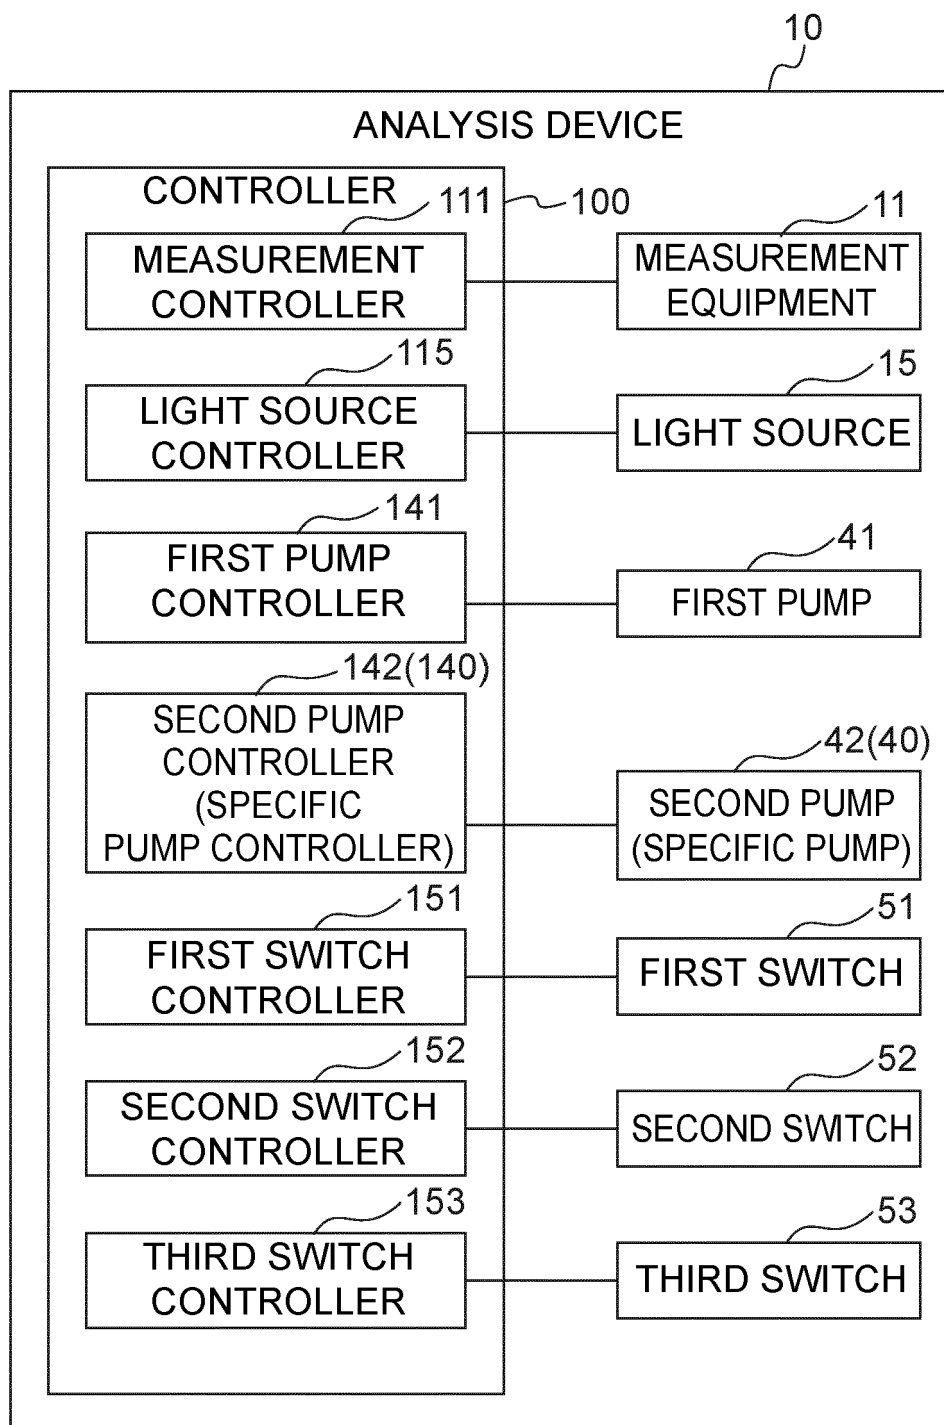 10
ANALYSIS DEVICE
CONTROLLER
100
111
MEASUREMENT
CONTROLLER
11
MEASUREMENT
EQUIPMENT
115
LIGHT SOURCE
CONTROLLER
15
LIGHT SOURCE
141
FIRST PUMP
CONTROLLER
41
FIRST PUMP
142(140)
SECOND PUMP
CONTROLLER
(SPECIFIC
PUMP CONTROLLER)
42(40)
SECOND PUMP
(SPECIFIC PUMP)
151
FIRST SWITCH
CONTROLLER
51
FIRST SWITCH
152
SECOND SWITCH
CONTROLLER
52
SECOND SWITCH
153
THIRD SWITCH
CONTROLLER
53
THIRD SWITCH